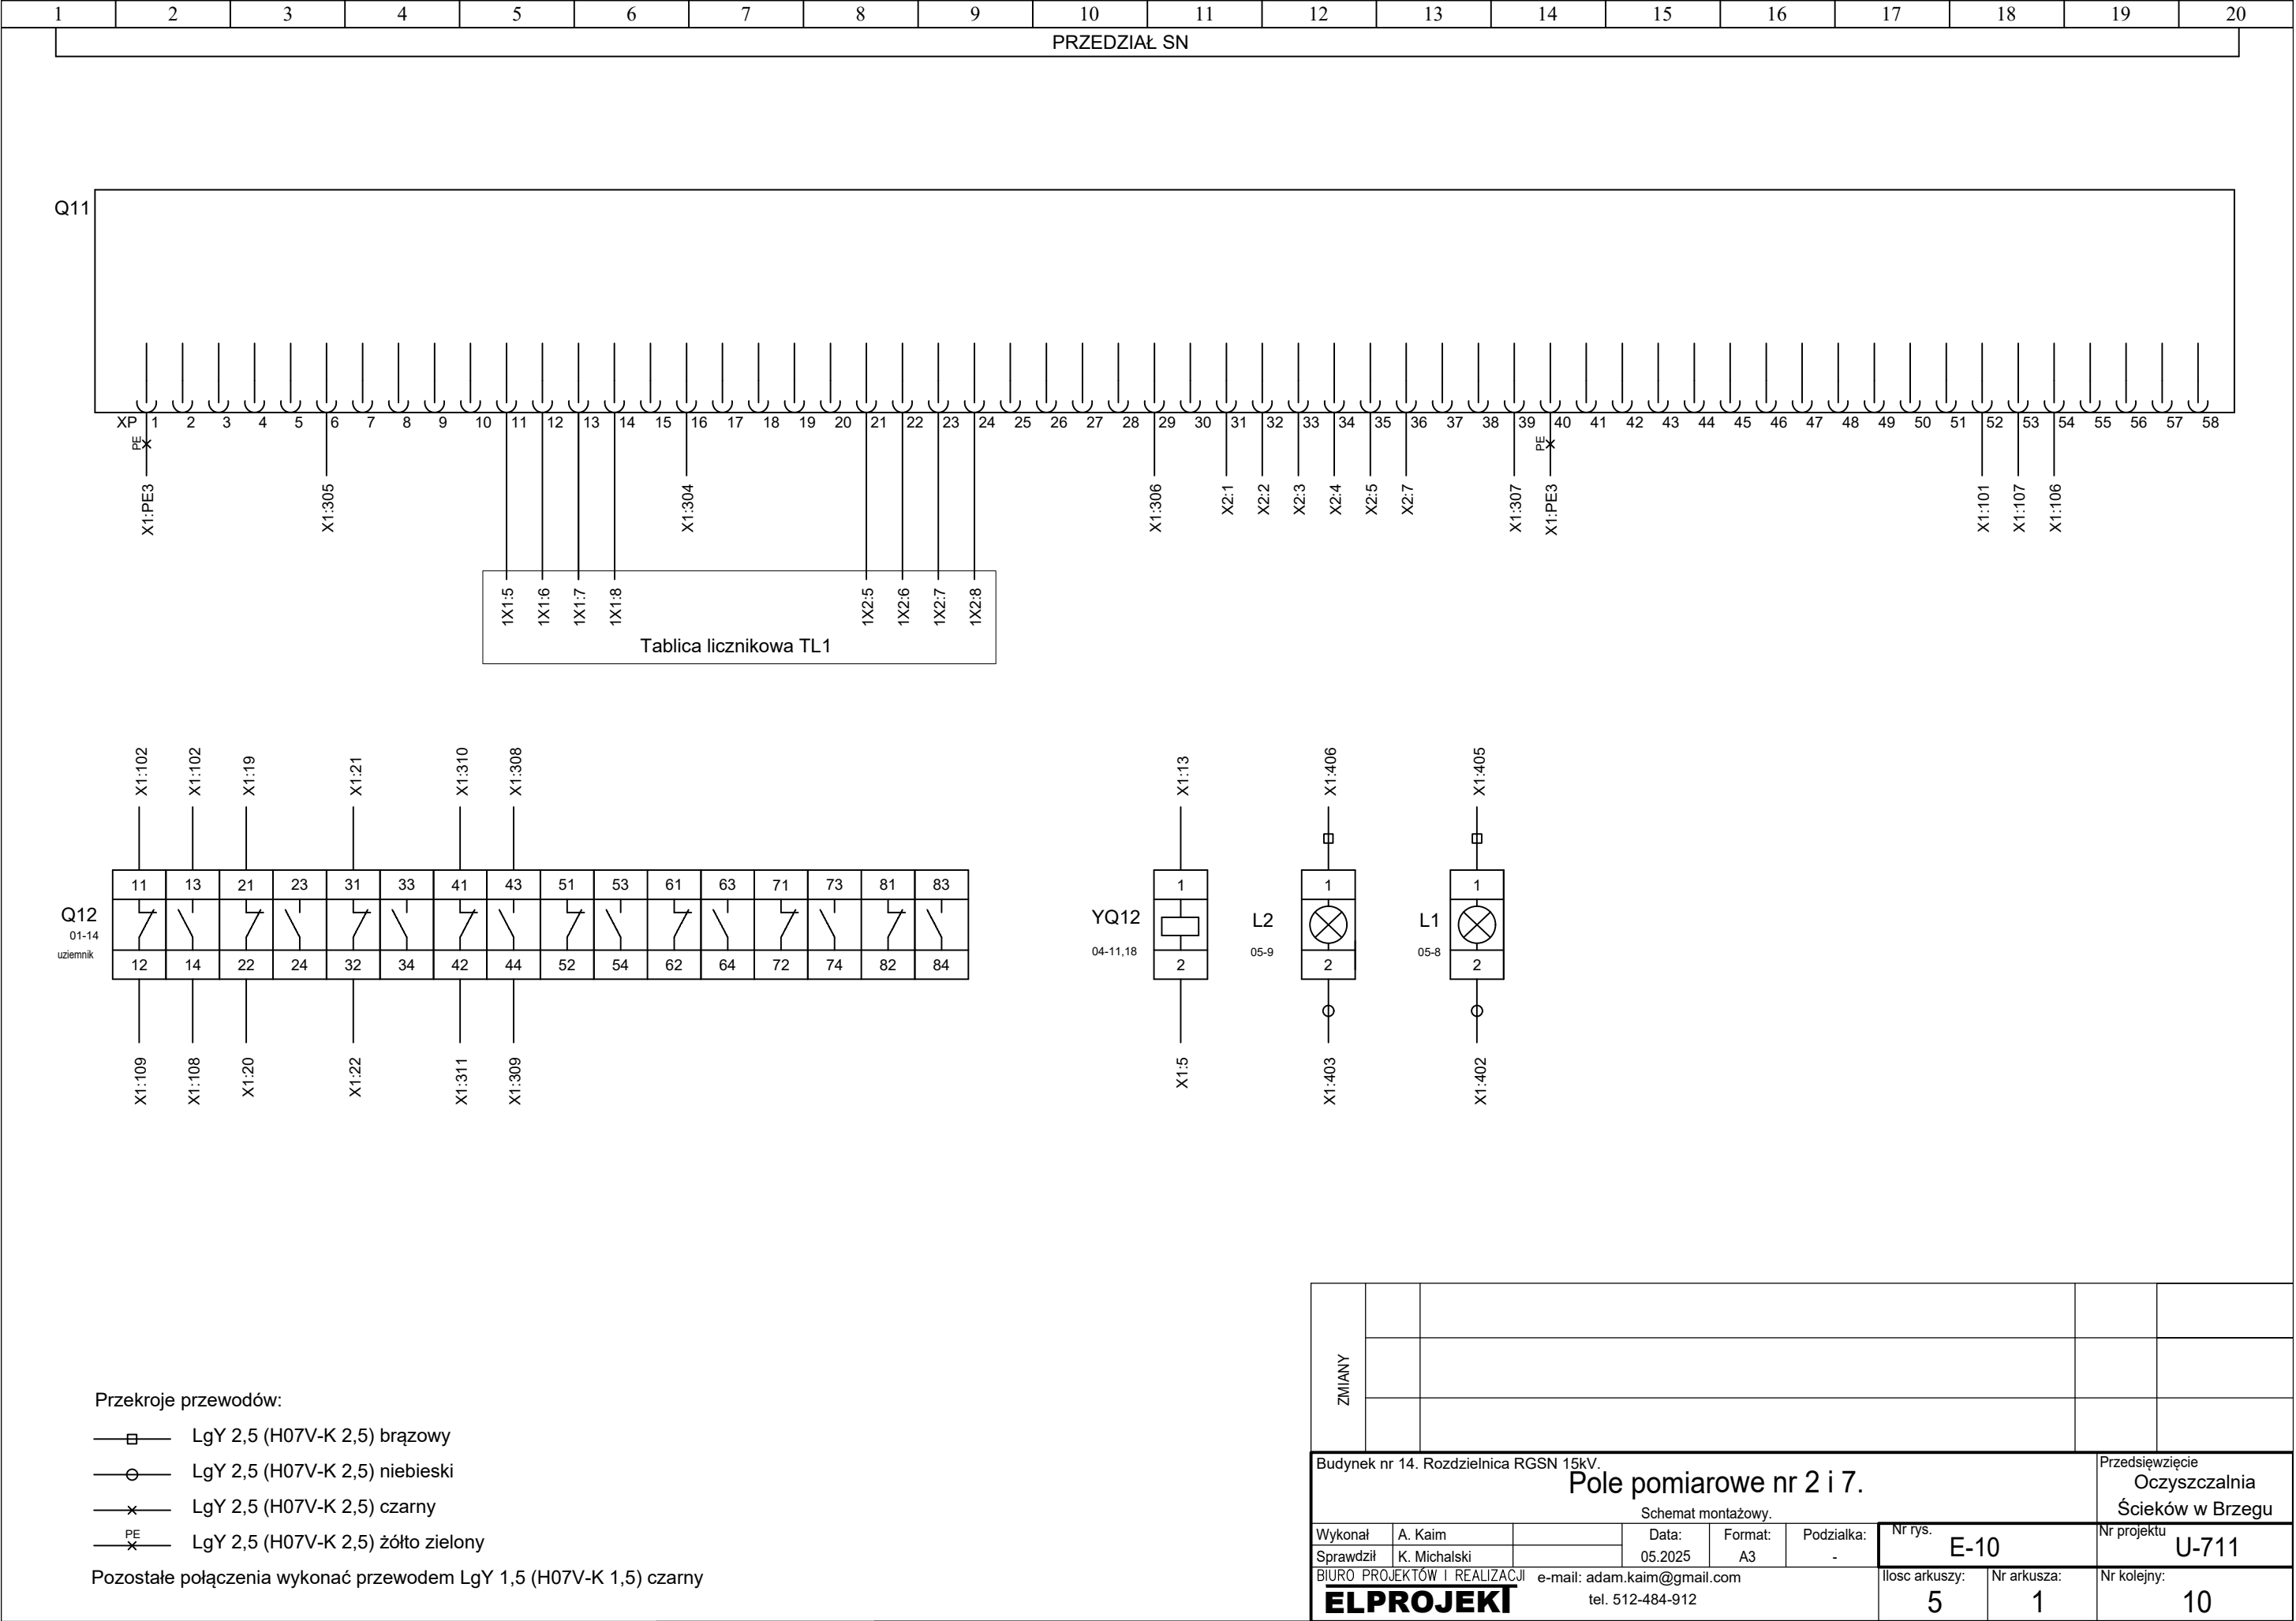 1 2 3 4 5 6 7 8 9 10 11 12 13 14 15 16 17 18 19 20
PRZEDZIAŁ SN
Q11
XP 1 2 3 4 5 6 7 8 9 10 11 12 13 14 15 16 17 18 19 20 21 22 23 24 25 26 27 28 29 30 31 32 33 34 35 36 37 38 39 40 41 42 43 44 45 46 47 48 49 50 51 52 53 54 55 56 57 58
PE PE
X1:PE3 X1:305 X1:304 X1:306 X2:1 X2:2 X2:3 X2:4 X2:5 X2:7 X1:307 X1:PE3 X1:101 X1:107 X1:106
1X1:5 1X1:6 1X1:7 1X1:8 1X2:5 1X2:6 1X2:7 1X2:8
Tablica licznikowa TL1
X1:102 X1:102 X1:19 X1:21 X1:310 X1:308 X1:13 X1:406 X1:405
11 13 21 23 31 33 41 43 51 53 61 63 71 73 81 83 1 1 1
Q12 YQ12 L2 L1
01-14 04-11,18 05-9 05-8
uziemnik
12 14 22 24 32 34 42 44 52 54 62 64 72 74 82 84 2 2 2
X1:109 X1:108 X1:20 X1:22 X1:311 X1:309 X1:5 X1:403 X1:402
Przekroje przewodów:
LgY 2,5 (H07V-K 2,5) brązowy
LgY 2,5 (H07V-K 2,5) niebieski
LgY 2,5 (H07V-K 2,5) czarny
PE
LgY 2,5 (H07V-K 2,5) żółto zielony
Pozostałe połączenia wykonać przewodem LgY 1,5 (H07V-K 1,5) czarny
ZMIANY
Budynek nr 14. Rozdzielnica RGSN 15kV.
Pole pomiarowe nr 2 i 7.
Schemat montażowy.
Przedsięwzięcie
Oczyszczalnia
Ścieków w Brzegu
Wykonał A. Kaim
Sprawdził K. Michalski
Data:
05.2025
Format:
A3
Podzialka:
-
Nr rys.
E-10
Nr projektu
U-711
BIURO PROJEKTÓW I REALIZACJI
ELPROJEKT
e-mail: adam.kaim@gmail.com
tel. 512-484-912
Ilosc arkuszy:
5
Nr arkusza:
1
Nr kolejny:
10